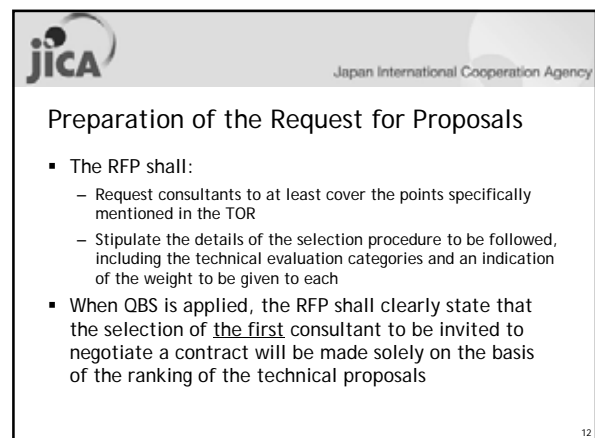 jICA
Japan International Cooperation Agency
Preparation of the Request for Proposals
▪ The RFP shall:
– Request consultants to at least cover the points specifically
mentioned in the TOR
– Stipulate the details of the selection procedure to be followed,
including the technical evaluation categories and an indication
of the weight to be given to each
▪ When QBS is applied, the RFP shall clearly state that
the selection of the first consultant to be invited to
negotiate a contract will be made solely on the basis
of the ranking of the technical proposals
12